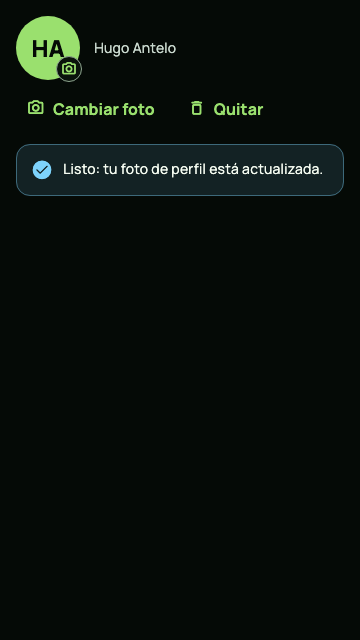 HA
Hugo Antelo
Cambiar foto
Quitar
Listo: tu foto de perfil está actualizada.